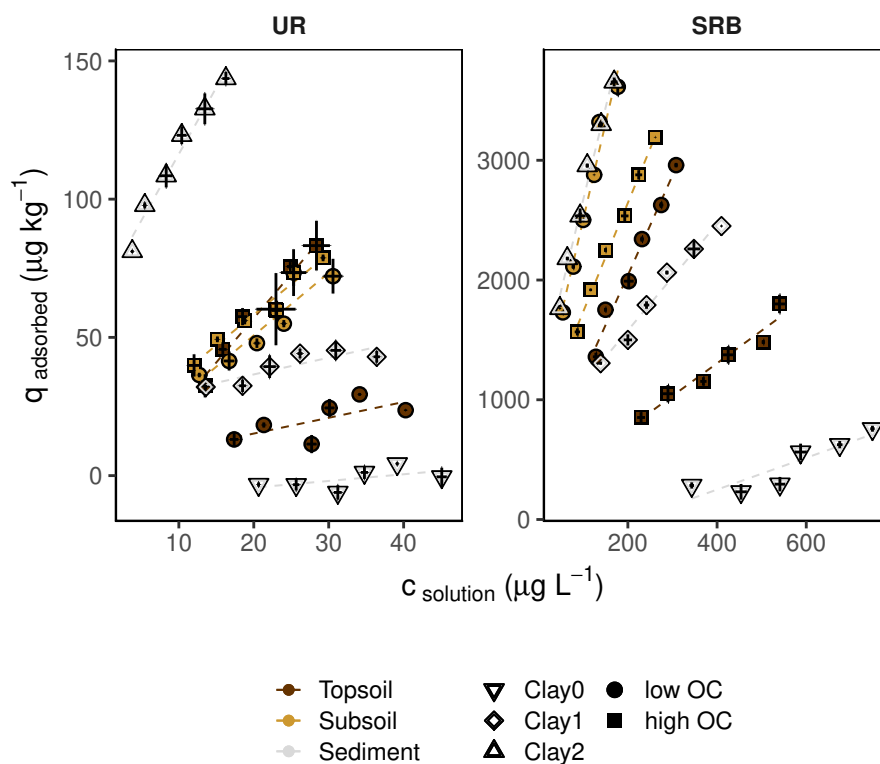 UR SRB
150
100
50
0
3000
2000
1000
0
q adsorbed (μg kg⁻¹)
10 20 30 40 200 400 600
c solution (μg L⁻¹)
Topsoil Clay0 low OC
Subsoil Clay1 high OC
Sediment Clay2